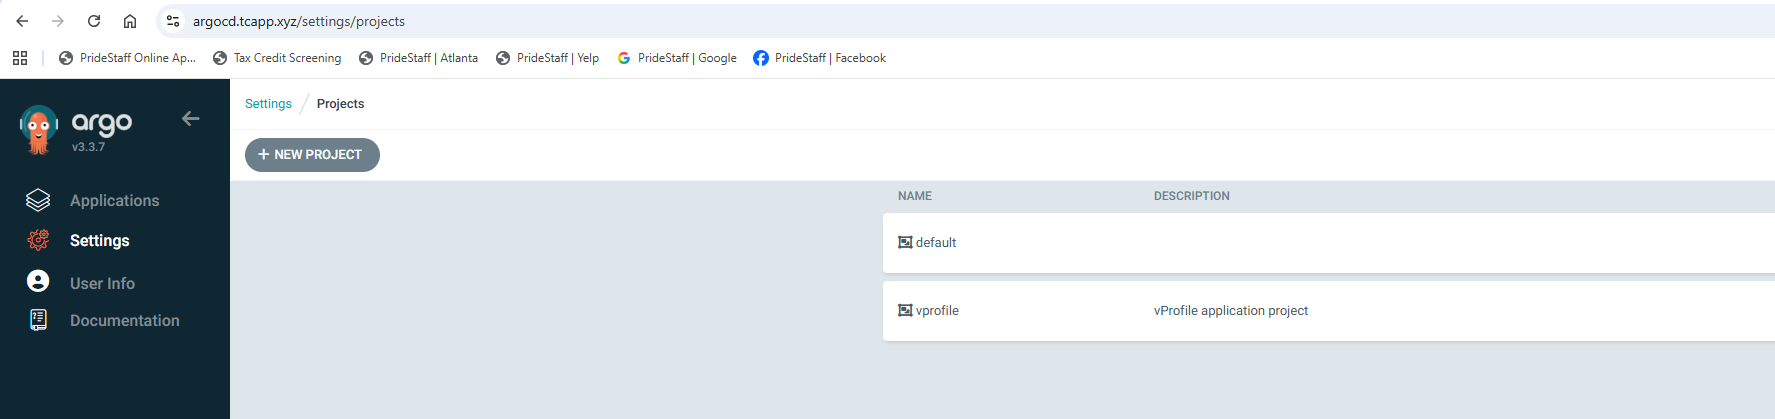 argocd.tcapp.xyz/settings/projects
PrideStaff Online Ap... Tax Credit Screening PrideStaff | Atlanta PrideStaff | Yelp PrideStaff | Google PrideStaff | Facebook
argo
v3.3.7
Applications
Settings
User Info
Documentation
Settings / Projects
+ NEW PROJECT
NAME DESCRIPTION
default
vprofile vProfile application project